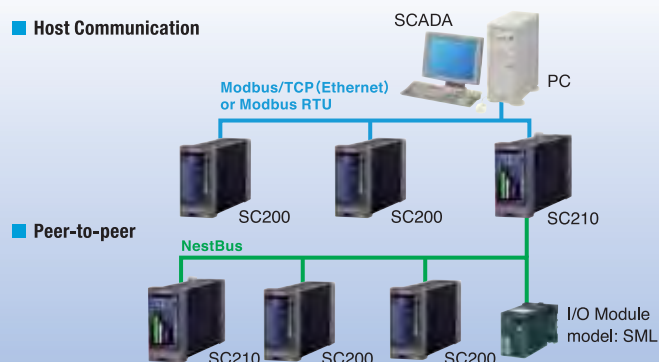 Host Communication
SCADA
PC
Modbus/TCP(Ethernet)
or Modbus RTU
SC200
SC200
SC210
Peer-to-peer
NestBus
I/O Module
model: SML
SC210
SC200
SC200